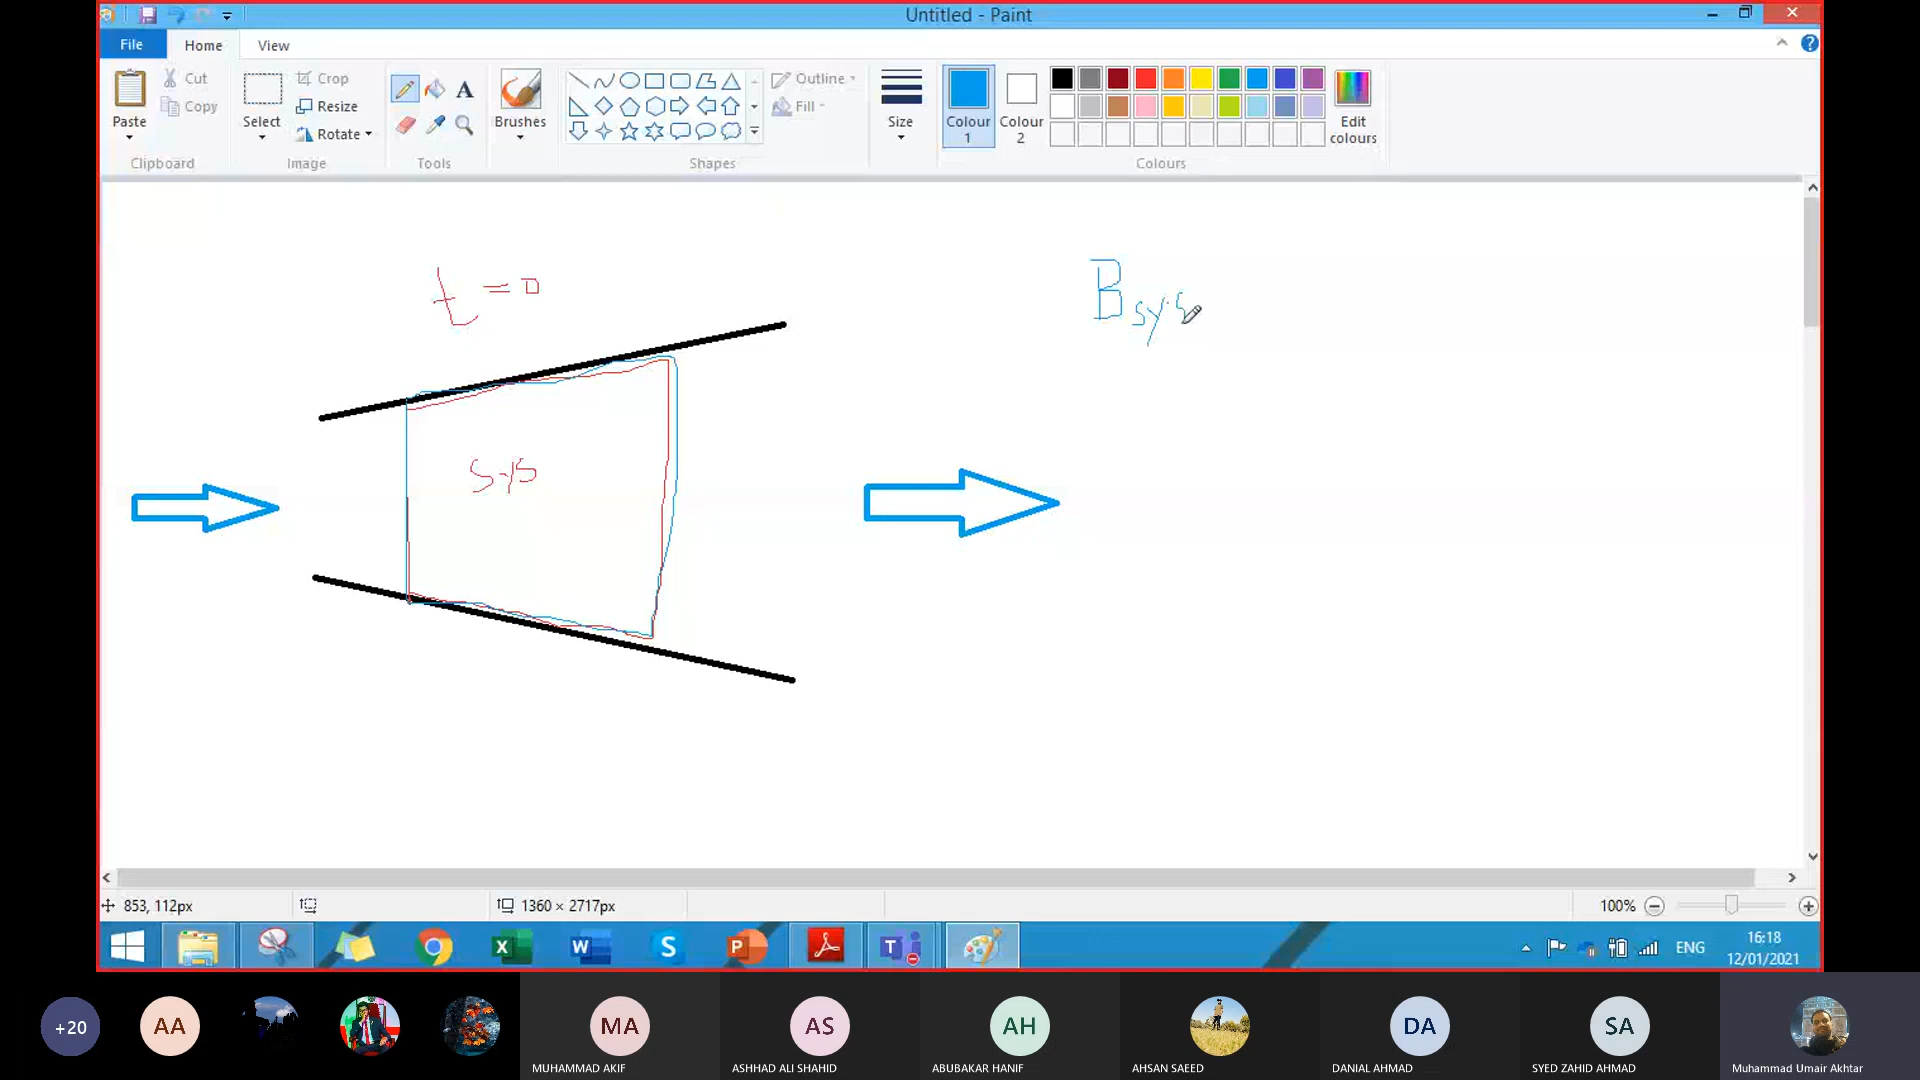 Untitled - Paint
File Home View
Paste Cut Copy Clipboard
Select Crop Resize Rotate Image
Tools
Brushes
Shapes
Outline Fill
Size
Colour 1
Colour 2
Edit colours
Colours
t = 0
Bsys
sys
853, 112px
1360 × 2717px
100%
ENG
16:18
12/01/2021
+20
AA
MA
AS
AH
DA
SA
MUHAMMAD AKIF
ASHHAD ALI SHAHID
ABUBAKAR HANIF
AHSAN SAEED
DANIAL AHMAD
SYED ZAHID AHMAD
Muhammad Umair Akhtar